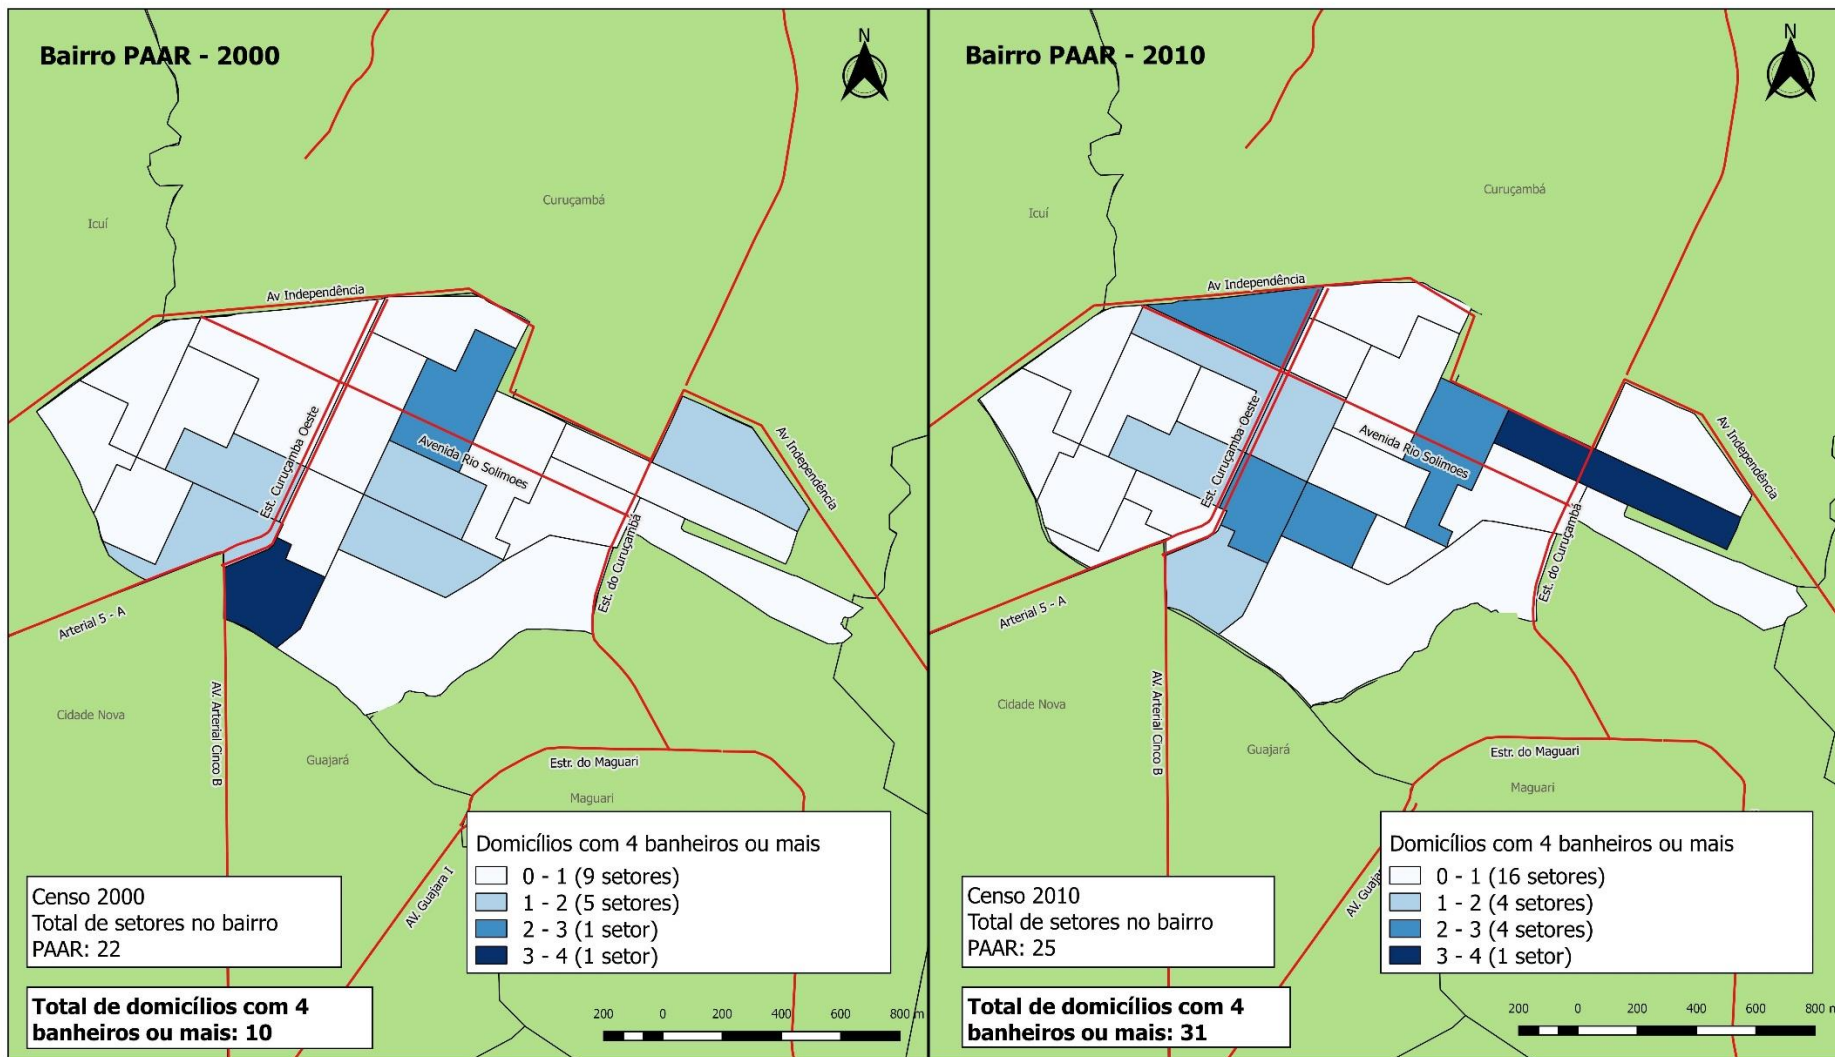 Bairro PAAR - 2000
N
Curuçambá
Icuí
Av Independência
Est. Curuçamba Oeste
Avenida Rio Solimoes
Av Independência
Est. do Curuçambá
Arterial 5 - A
AV. Arterial Cinco B
Cidade Nova
Guajará
Estr. do Maguari
Maguari
AV. Guajara I
Domicílios com 4 banheiros ou mais
0 - 1 (9 setores)
1 - 2 (5 setores)
2 - 3 (1 setor)
3 - 4 (1 setor)
Censo 2000
Total de setores no bairro
PAAR: 22
Total de domicílios com 4
banheiros ou mais: 10
200 0 200 400 600 800 m
Bairro PAAR - 2010
N
Curuçambá
Icuí
Av Independência
Est. Curuçamba Oeste
Avenida Rio Solimoes
Av Independência
Est. do Curuçambá
Arterial 5 - A
AV. Arterial Cinco B
Cidade Nova
Guajará
Estr. do Maguari
Maguari
AV. Guajar
Domicílios com 4 banheiros ou mais
0 - 1 (16 setores)
1 - 2 (4 setores)
2 - 3 (4 setores)
3 - 4 (1 setor)
Censo 2010
Total de setores no bairro
PAAR: 25
Total de domicílios com 4
banheiros ou mais: 31
200 0 200 400 600 800 m